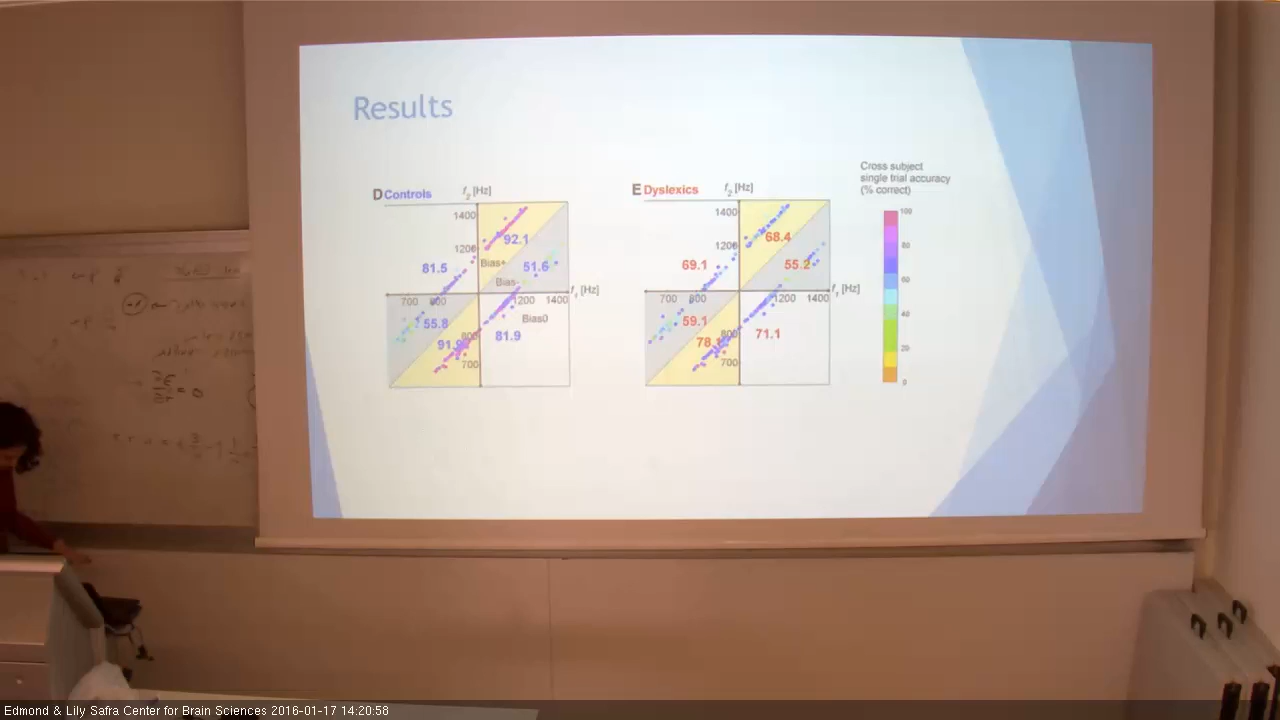 Results
D Controls
f2 [Hz]
1400
1200
92.1
Bias+
81.5
51.6
Bias-
f1 [Hz]
700 800 1200 1400
55.8
Bias0
800
91.9
81.9
700
E Dyslexics
f2 [Hz]
1400
1200
68.4
69.1
55.2
f1 [Hz]
700 800 1200 1400
59.1
800
78.
71.1
700
Cross subject
single trial accuracy
(% correct)
100
80
60
40
20
0
Edmond & Lily Safra Center for Brain Sciences 2016-01-17 14:20:58